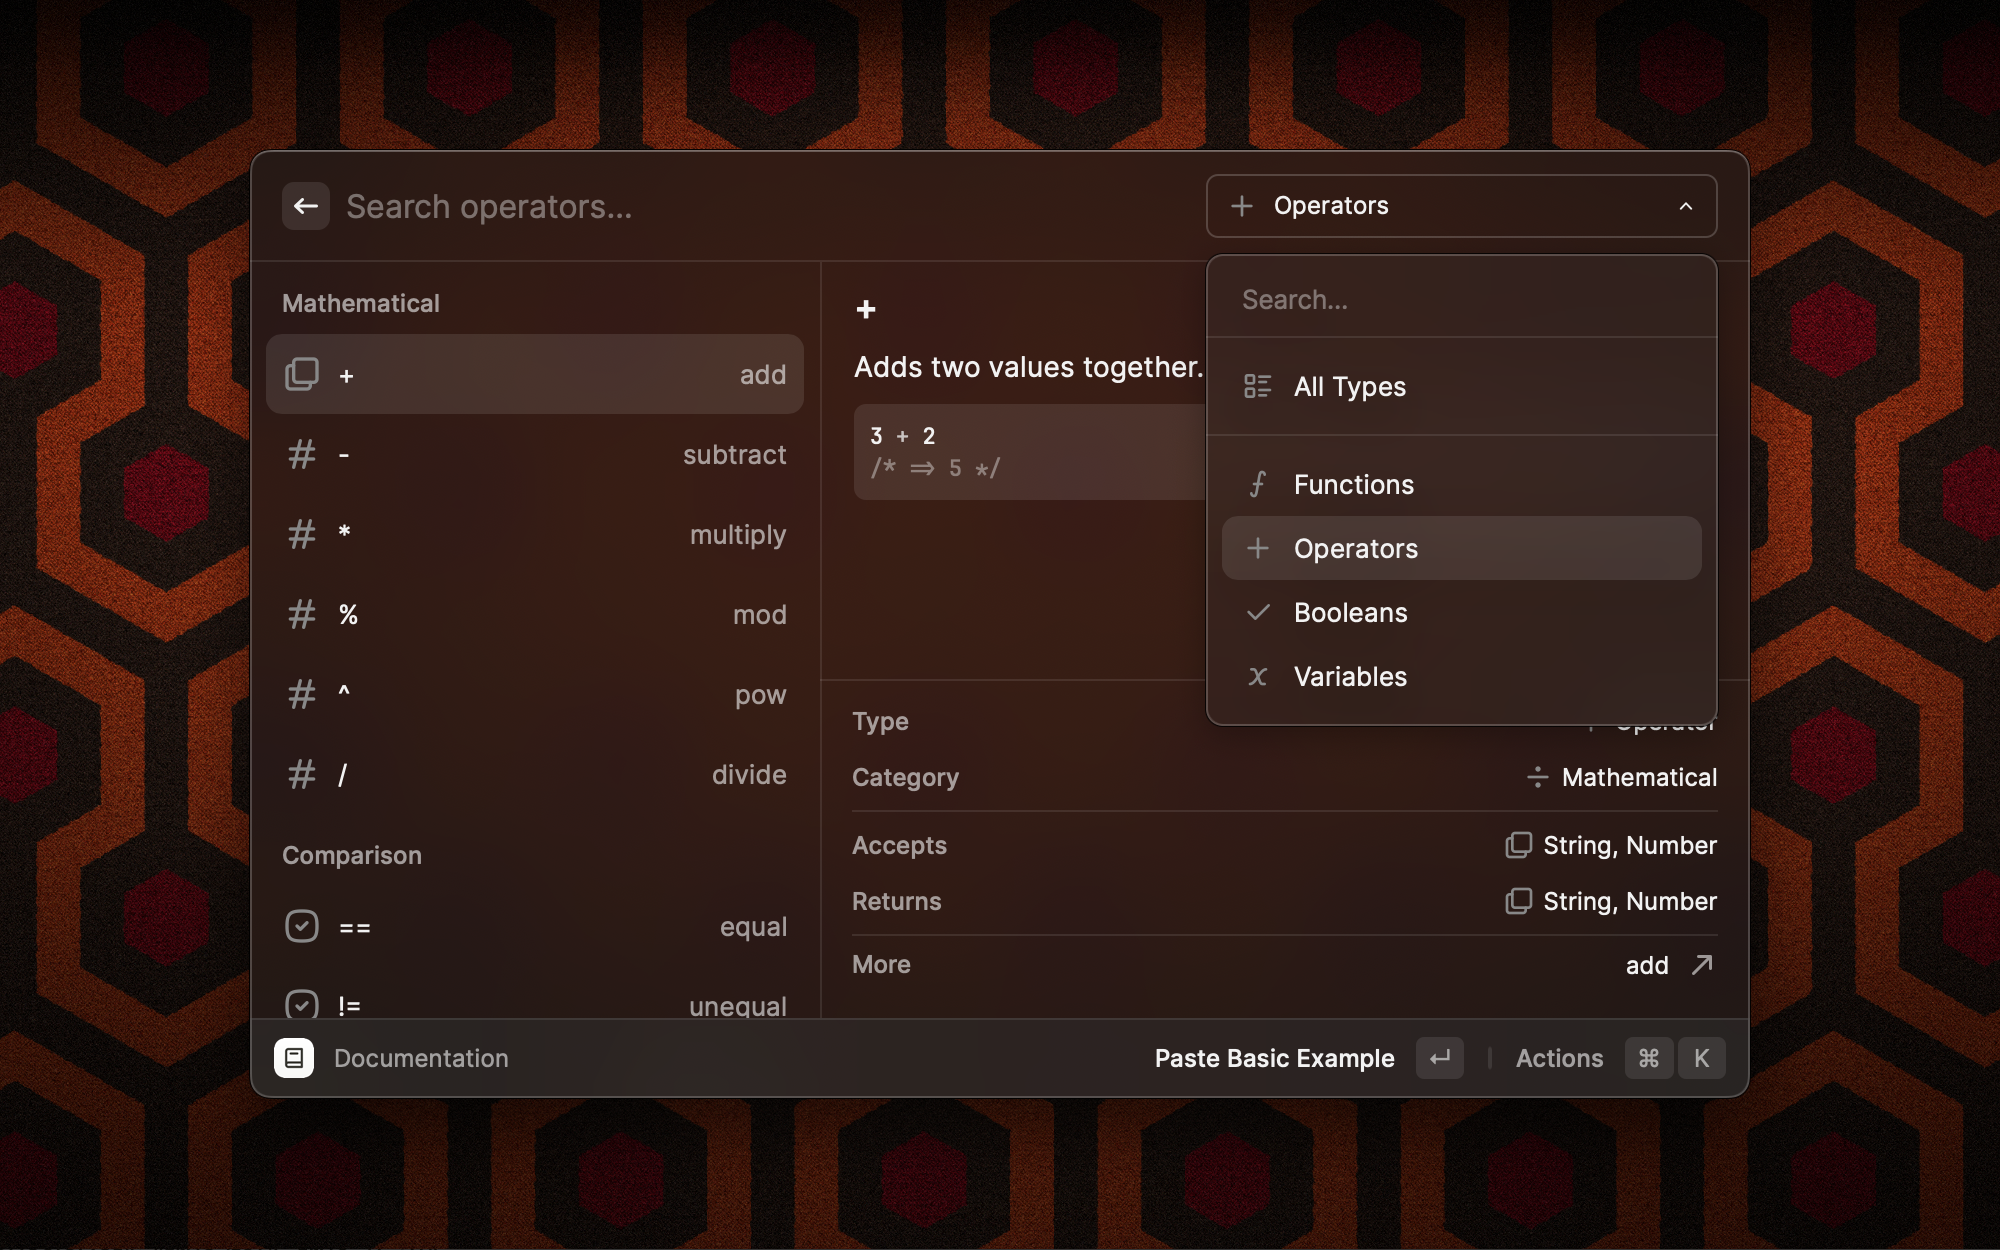 Search operators...
Operators
Mathematical
+ add
- subtract
* multiply
% mod
^ pow
/ divide
Comparison
== equal
!= unequal
+
Adds two values together.
3 + 2
/* => 5 */
Search...
All Types
Functions
Operators
Booleans
Variables
Type Operator
Category Mathematical
Accepts String, Number
Returns String, Number
More add
Documentation
Paste Basic Example
Actions ⌘ K